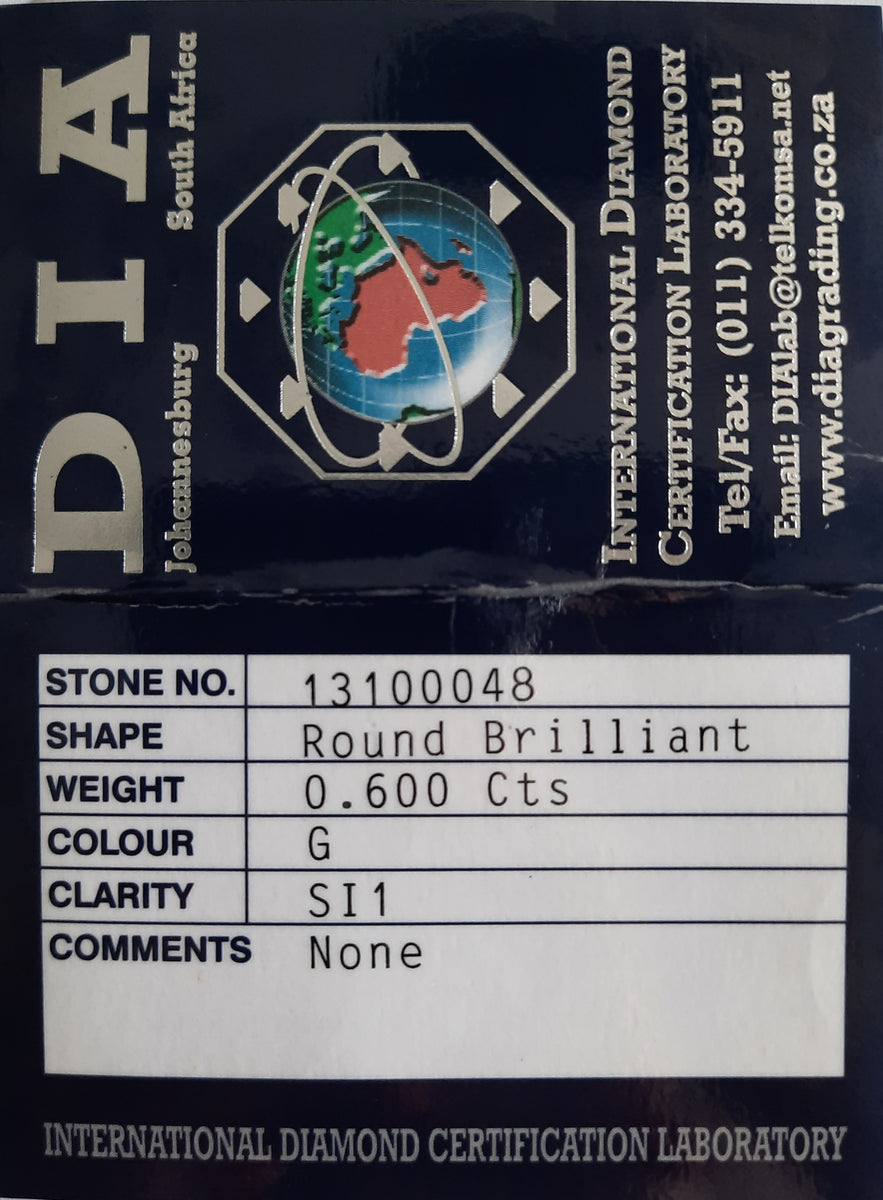 DIA
Johannesburg South Africa
INTERNATIONAL DIAMOND
CERTIFICATION LABORATORY
Tel/Fax: (011) 334-5911
Email: DIAlab@telkomsa.net
www.diagrading.co.za
STONE NO. 13100048
SHAPE Round Brilliant
WEIGHT 0.600 Cts
COLOUR G
CLARITY SI1
COMMENTS None
INTERNATIONAL DIAMOND CERTIFICATION LABORATORY